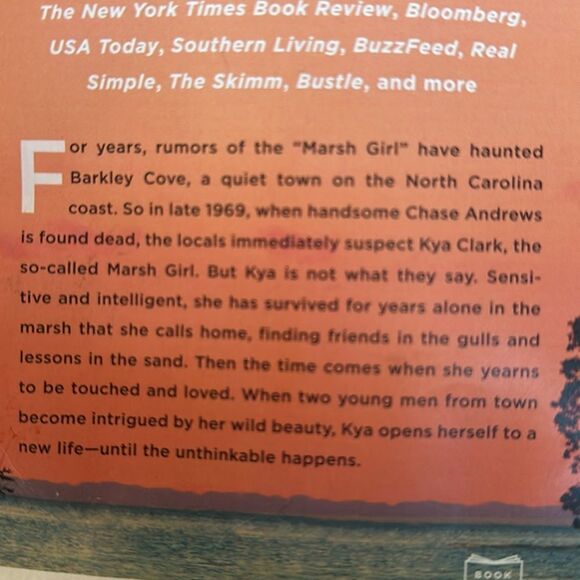 The New York Times Book Review, Bloomberg,
USA Today, Southern Living, BuzzFeed, Real
Simple, The Skimm, Bustle, and more
For years, rumors of the "Marsh Girl" have haunted
Barkley Cove, a quiet town on the North Carolina
coast. So in late 1969, when handsome Chase Andrews
is found dead, the locals immediately suspect Kya Clark, the
so-called Marsh Girl. But Kya is not what they say. Sensi-
tive and intelligent, she has survived for years alone in the
marsh that she calls home, finding friends in the gulls and
lessons in the sand. Then the time comes when she yearns
to be touched and loved. When two young men from town
become intrigued by her wild beauty, Kya opens herself to a
new life—until the unthinkable happens.
BOOK